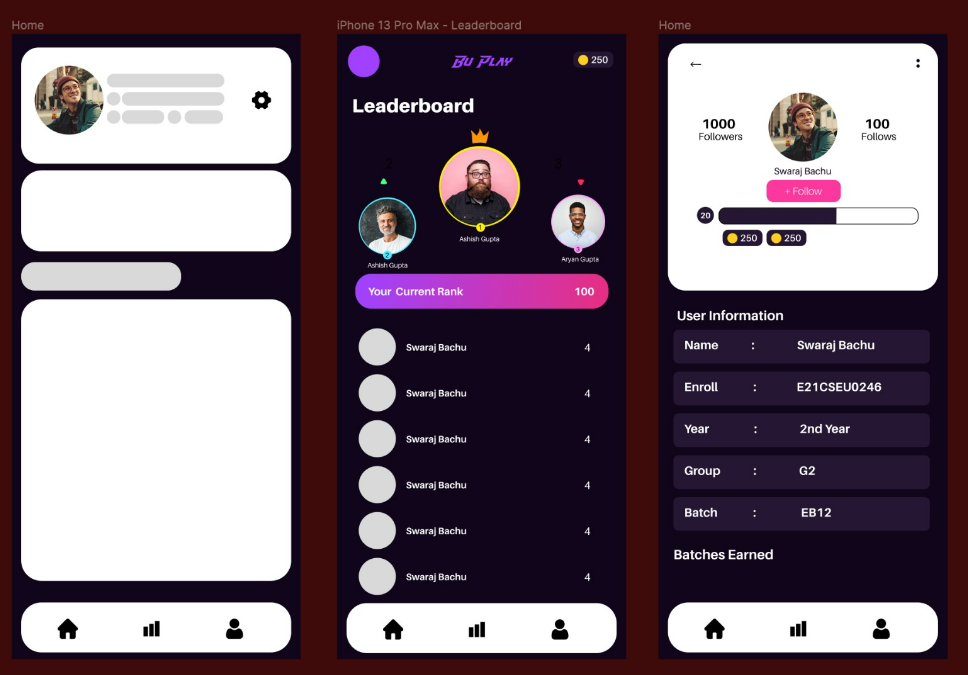 Home
iPhone 13 Pro Max - Leaderboard
BU PLAY
250
Leaderboard
2
3
1
Ashish Gupta
2
Ashish Gupta
3
Aryan Gupta
Your Current Rank 100
Swaraj Bachu 4
Swaraj Bachu 4
Swaraj Bachu 4
Swaraj Bachu 4
Swaraj Bachu 4
Swaraj Bachu 4
Home
1000
Followers
100
Follows
Swaraj Bachu
+ Follow
20
250 250
User Information
Name : Swaraj Bachu
Enroll : E21CSEU0246
Year : 2nd Year
Group : G2
Batch : EB12
Batches Earned